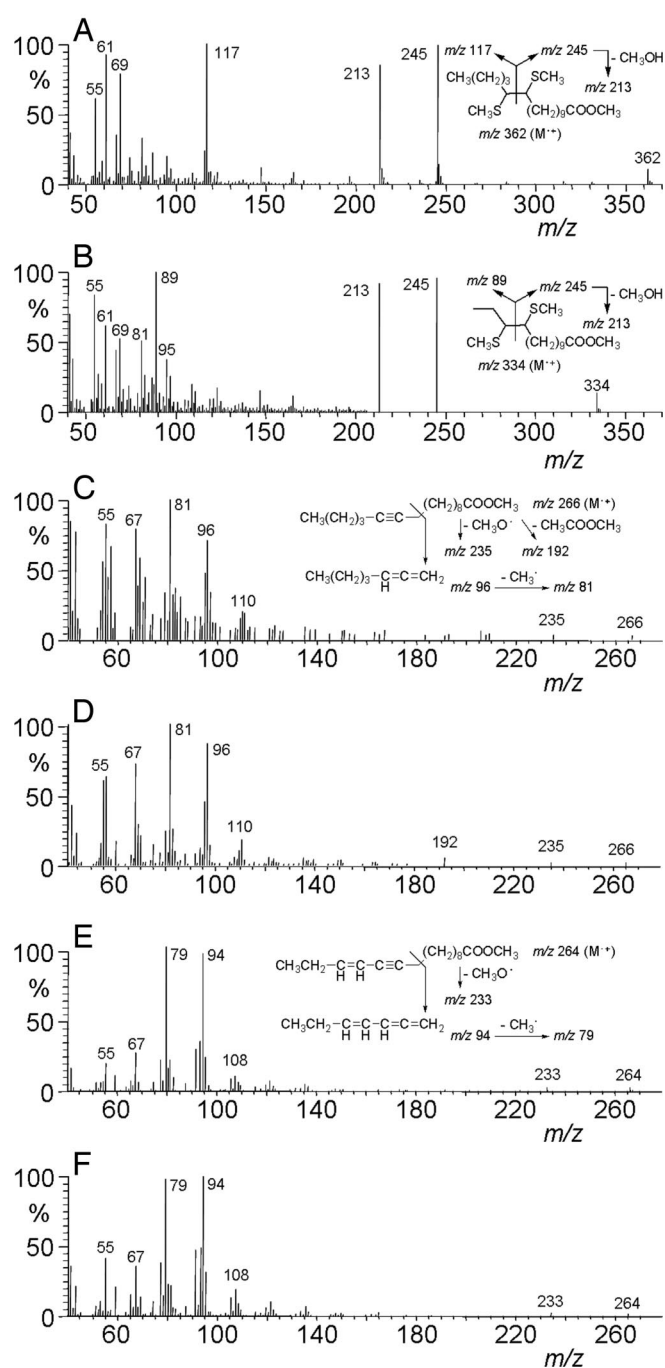 A
100
%
50
0
55
61
69
117
213
245
362
m/z 117
m/z 245
- CH₃OH
m/z 213
CH₃(CH₂)₃
SCH₃
CH₃S
(CH₂)₉COOCH₃
m/z 362 (M·⁺)
50 100 150 200 250 300 350
m/z
B
100
%
50
0
55
61
69
81
89
95
213
245
334
m/z 89
m/z 245
- CH₃OH
m/z 213
SCH₃
CH₃S
(CH₂)₉COOCH₃
m/z 334 (M·⁺)
50 100 150 200 250 300 350
m/z
C
100
%
50
0
55
67
81
96
110
235
266
CH₃(CH₂)₃-C≡C
(CH₂)₈COOCH₃
m/z 266 (M·⁺)
- CH₃O·
- CH₃COOCH₃
m/z 235
m/z 192
CH₃(CH₂)₃-C=C=CH₂
H
m/z 96
- CH₃·
m/z 81
60 100 140 180 220 260
m/z
D
100
%
50
0
55
67
81
96
110
192
235
266
60 100 140 180 220 260
m/z
E
100
%
50
0
55
67
79
94
108
233
264
CH₃CH₂-C=C-C≡C
H H
(CH₂)₈COOCH₃
m/z 264 (M·⁺)
- CH₃O·
m/z 233
CH₃CH₂-C=C-C=C=CH₂
H H H
m/z 94
- CH₃·
m/z 79
60 100 140 180 220 260
m/z
F
100
%
50
0
55
67
79
94
108
233
264
60 100 140 180 220 260
m/z